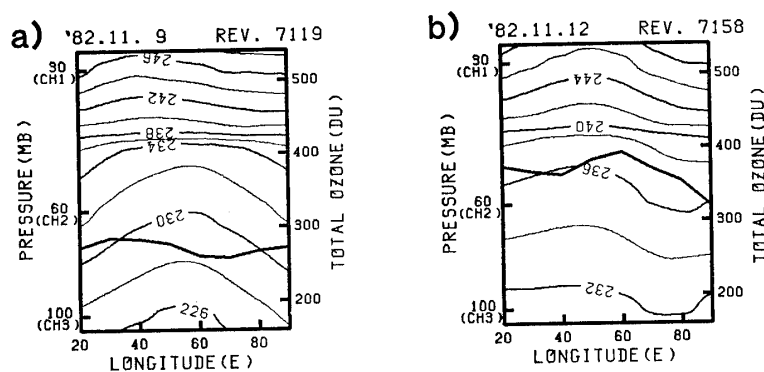 a) '82.11. 9 REV. 7119
30
(CH1)
60
(CH2)
100
(CH3)
PRESSURE(MB)
246
242
238
234
230
226
500
400
300
200
TOTAL OZONE(DU)
20 40 60 80
LONGITUDE(E)
b) '82.11.12 REV. 7158
30
(CH1)
60
(CH2)
100
(CH3)
PRESSURE(MB)
244
240
236
232
500
400
300
200
TOTAL OZONE(DU)
20 40 60 80
LONGITUDE(E)